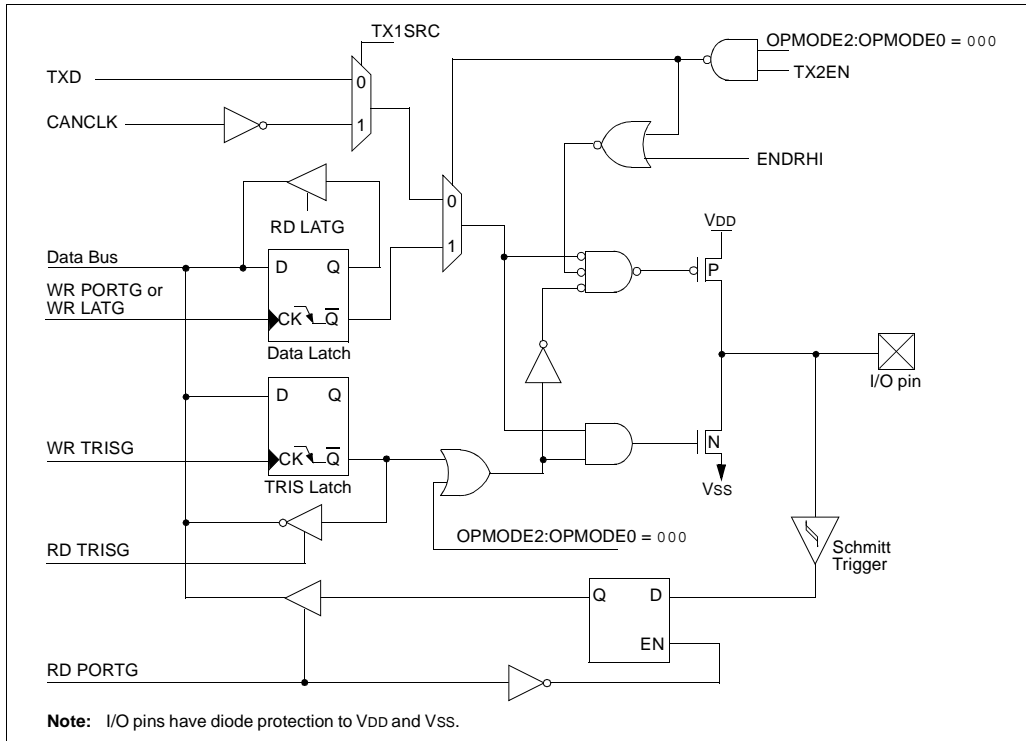 TX1SRC
OPMODE2:OPMODE0 = 000
TXD
0
TX2EN
CANCLK
1
ENDRHI
0
RD LATG
1
VDD
Data Bus
D
Q
P
WR PORTG or
WR LATG
CK
Q
Data Latch
I/O pin
D
Q
WR TRISG
CK
Q
N
TRIS Latch
VSS
OPMODE2:OPMODE0 = 000
RD TRISG
Schmitt
Trigger
Q
D
EN
RD PORTG
Note: I/O pins have diode protection to VDD and VSS.